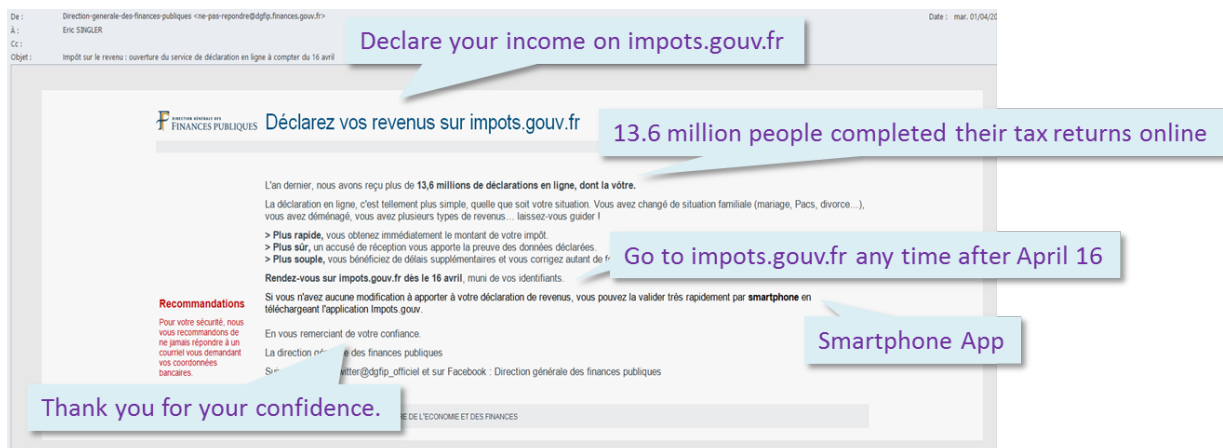 De : Direction-generale-des-finances-publiques <ne-pas-repondre@dgfip.finances.gouv.fr> Date : mar. 01/04/20
À : Eric SINGLER
Cc :
Objet : Impôt sur le revenu : ouverture du service de déclaration en ligne à compter du 16 avril
Declare your income on impots.gouv.fr
DIRECTION GÉNÉRALE DES
FINANCES PUBLIQUES
Déclarez vos revenus sur impots.gouv.fr
13.6 million people completed their tax returns online
L'an dernier, nous avons reçu plus de 13,6 millions de déclarations en ligne, dont la vôtre.
La déclaration en ligne, c'est tellement plus simple, quelle que soit votre situation. Vous avez changé de situation familiale (mariage, Pacs, divorce…),
vous avez déménagé, vous avez plusieurs types de revenus… laissez-vous guider !
> Plus rapide, vous obtenez immédiatement le montant de votre impôt.
> Plus sûr, un accusé de réception vous apporte la preuve des données déclarées.
> Plus souple, vous bénéficiez de délais supplémentaires et vous corrigez autant de
Go to impots.gouv.fr any time after April 16
Rendez-vous sur impots.gouv.fr dès le 16 avril, muni de vos identifiants.
Si vous n'avez aucune modification à apporter à votre déclaration de revenus, vous pouvez la valider très rapidement par smartphone en
téléchargeant l'application Impots.gouv.
Smartphone App
Recommandations
Pour votre sécurité, nous
vous recommandons de
ne jamais répondre à un
courriel vous demandant
vos coordonnées
bancaires.
En vous remerciant de votre confiance.
La direction des finances publiques
@dgfip_officiel et sur Facebook : Direction générale des finances publiques
Thank you for your confidence.
DE L'ECONOMIE ET DES FINANCES